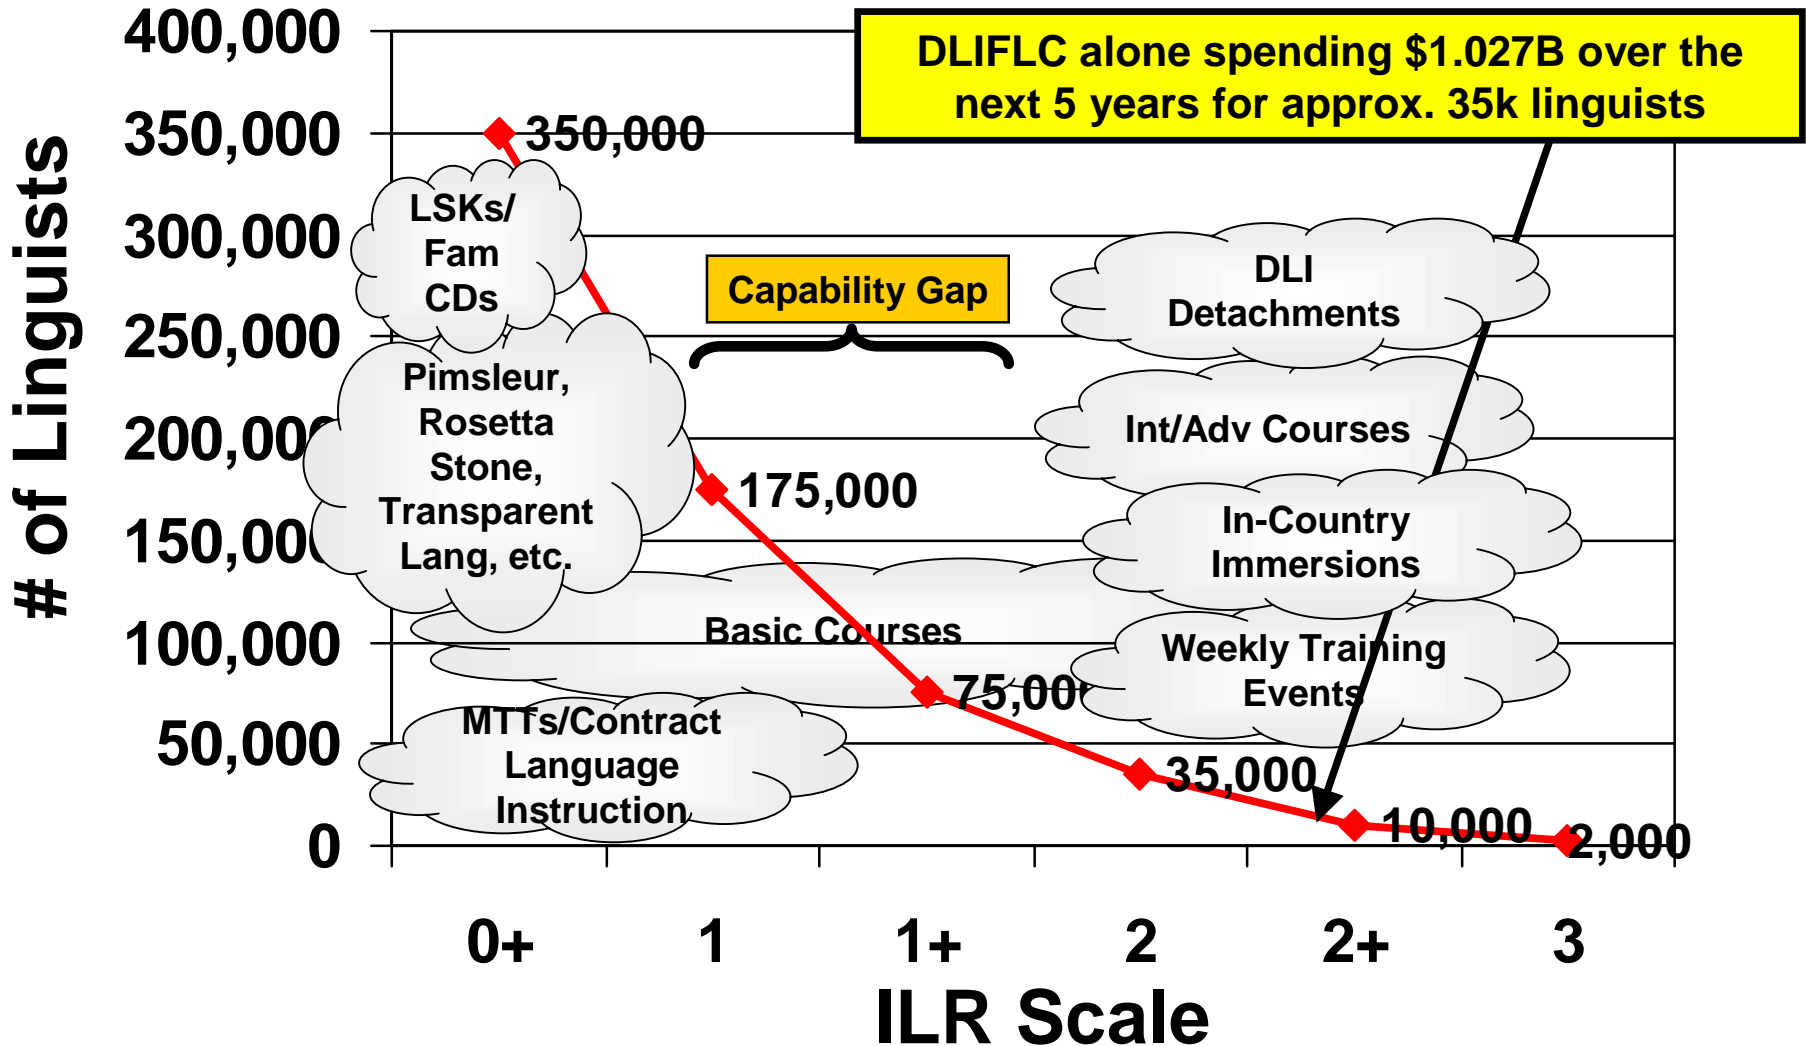 DLIFLC alone spending $1.027B over the
next 5 years for approx. 35k linguists
# of Linguists
400,000
350,000
300,000
250,000
200,000
150,000
100,000
50,000
0
350,000
175,000
75,000
35,000
10,000
2,000
LSKs/
Fam
CDs
Pimsleur,
Rosetta
Stone,
Transparent
Lang, etc.
Capability Gap
Basic Courses
MTTs/Contract
Language
Instruction
DLI
Detachments
Int/Adv Courses
In-Country
Immersions
Weekly Training
Events
0+
1
1+
2
2+
3
ILR Scale